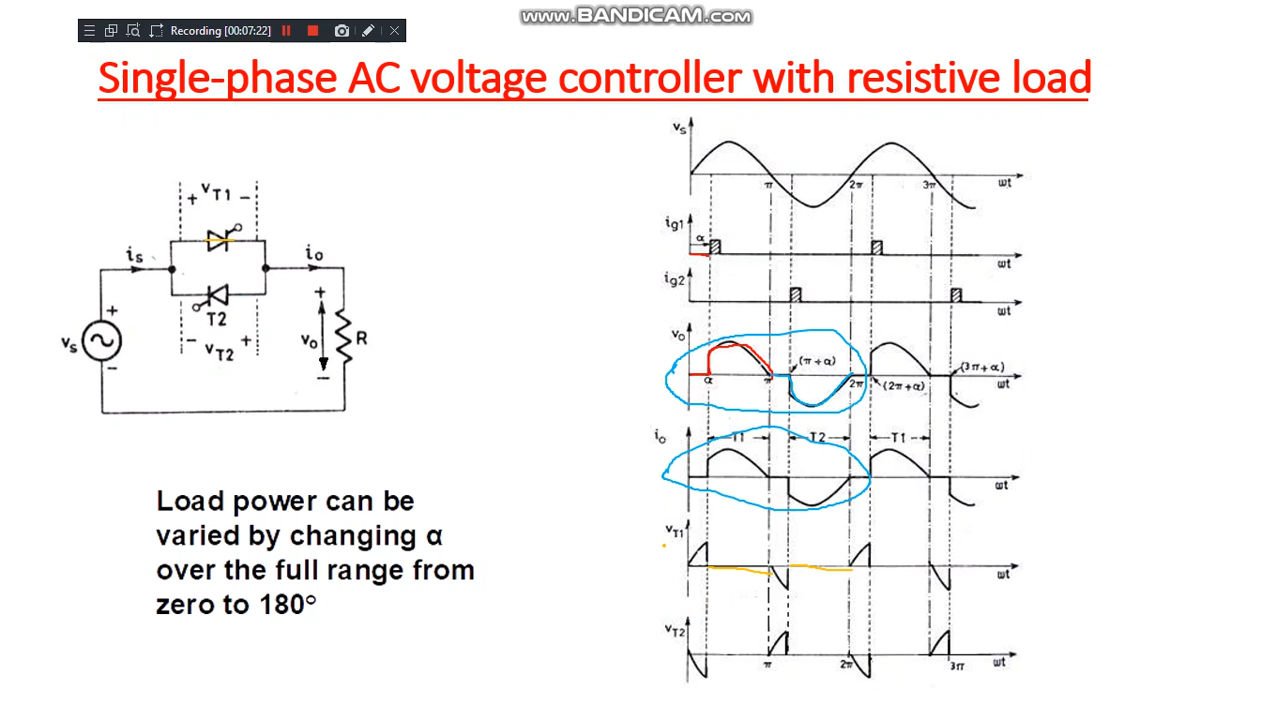 Recording [00:07:22]
www.BANDICAM.com
Single-phase AC voltage controller with resistive load
+ vT1 −
is
io
T2
− vT2 +
vs
+
−
+
vo
−
R
Load power can be
varied by changing α
over the full range from
zero to 180°
vs
π 2π 3π ωt
ig1
α
ωt
ig2
ωt
vo
(π+α) (3π+α)
α π 2π (2π+α) ωt
io
T1 T2 T1
ωt
vT1
ωt
vT2
π 2π 3π ωt